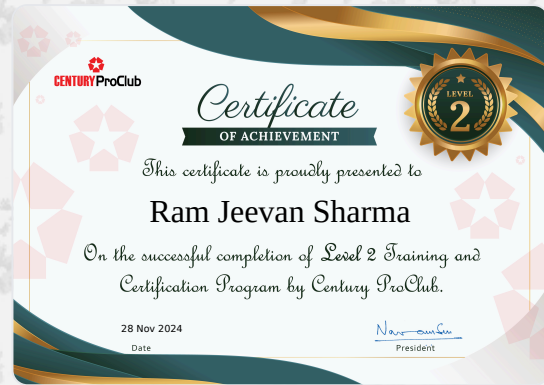 CENTURY ProClub
LEVEL
2
Certificate
OF ACHIEVEMENT
This certificate is proudly presented to
Ram Jeevan Sharma
On the successful completion of Level 2 Training and
Certification Program by Century ProClub.
28 Nov 2024
Date
President